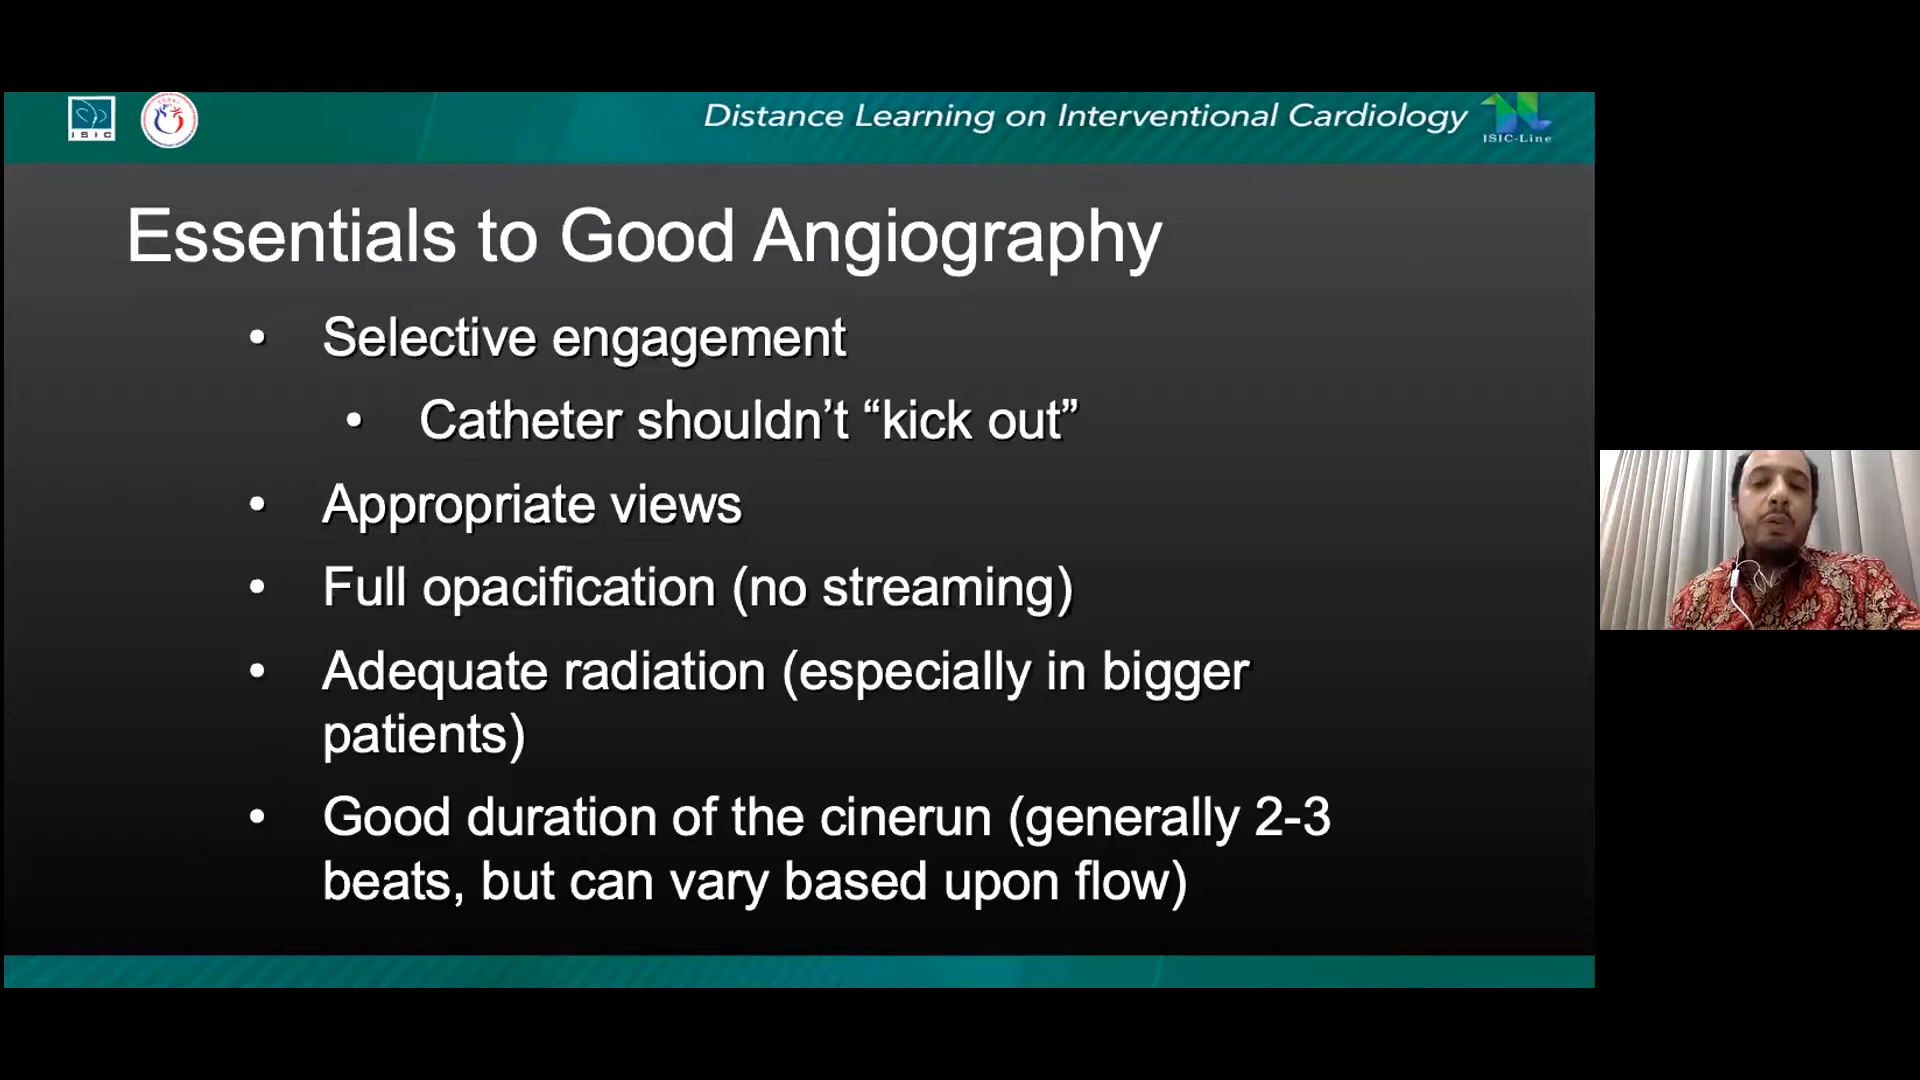 ISIC
Distance Learning on Interventional Cardiology
ISIC-Line
Essentials to Good Angiography
• Selective engagement
• Catheter shouldn’t “kick out”
• Appropriate views
• Full opacification (no streaming)
• Adequate radiation (especially in bigger
patients)
• Good duration of the cinerun (generally 2-3
beats, but can vary based upon flow)